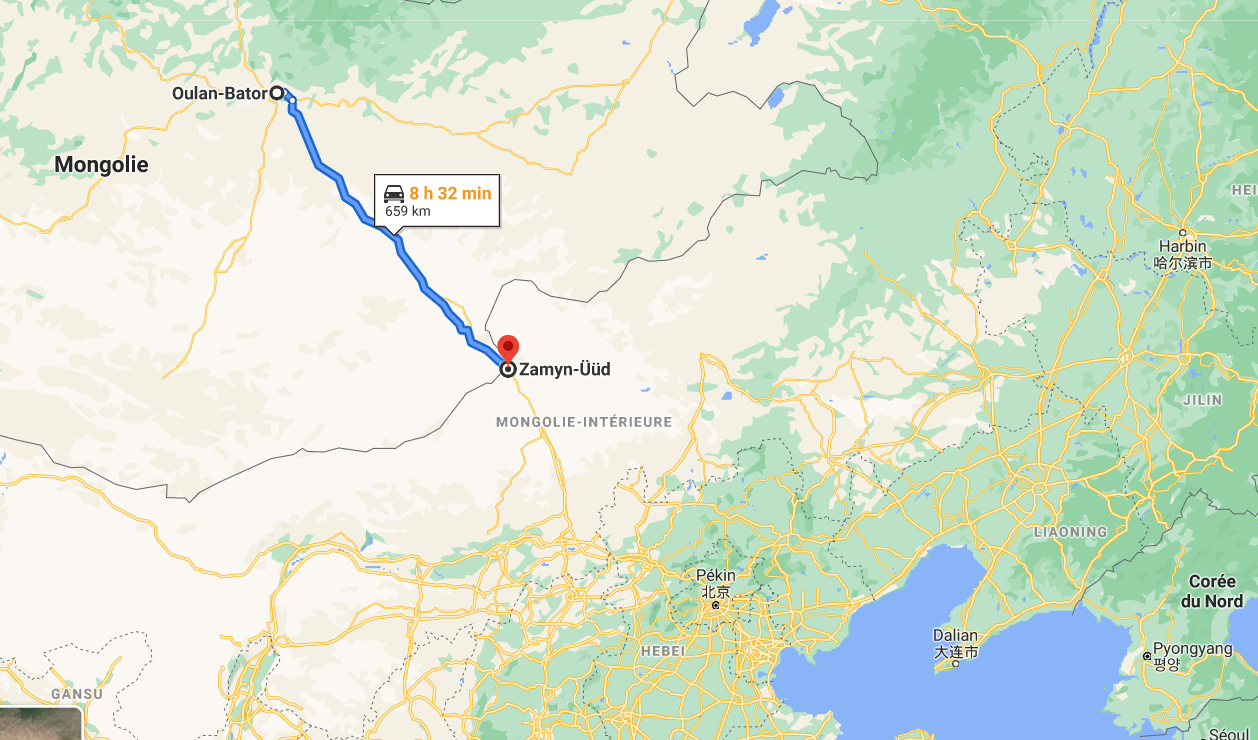 Oulan-Bator
Mongolie
8 h 32 min
659 km
HEI
Harbin
哈尔滨市
Zamyn-Üüd
MONGOLIE-INTÉRIEURE
JILIN
LIAONING
Pékin
北京
Corée
du Nord
HEBEI
Dalian
大连市
Pyongyang
평양
GANSU
Séoul